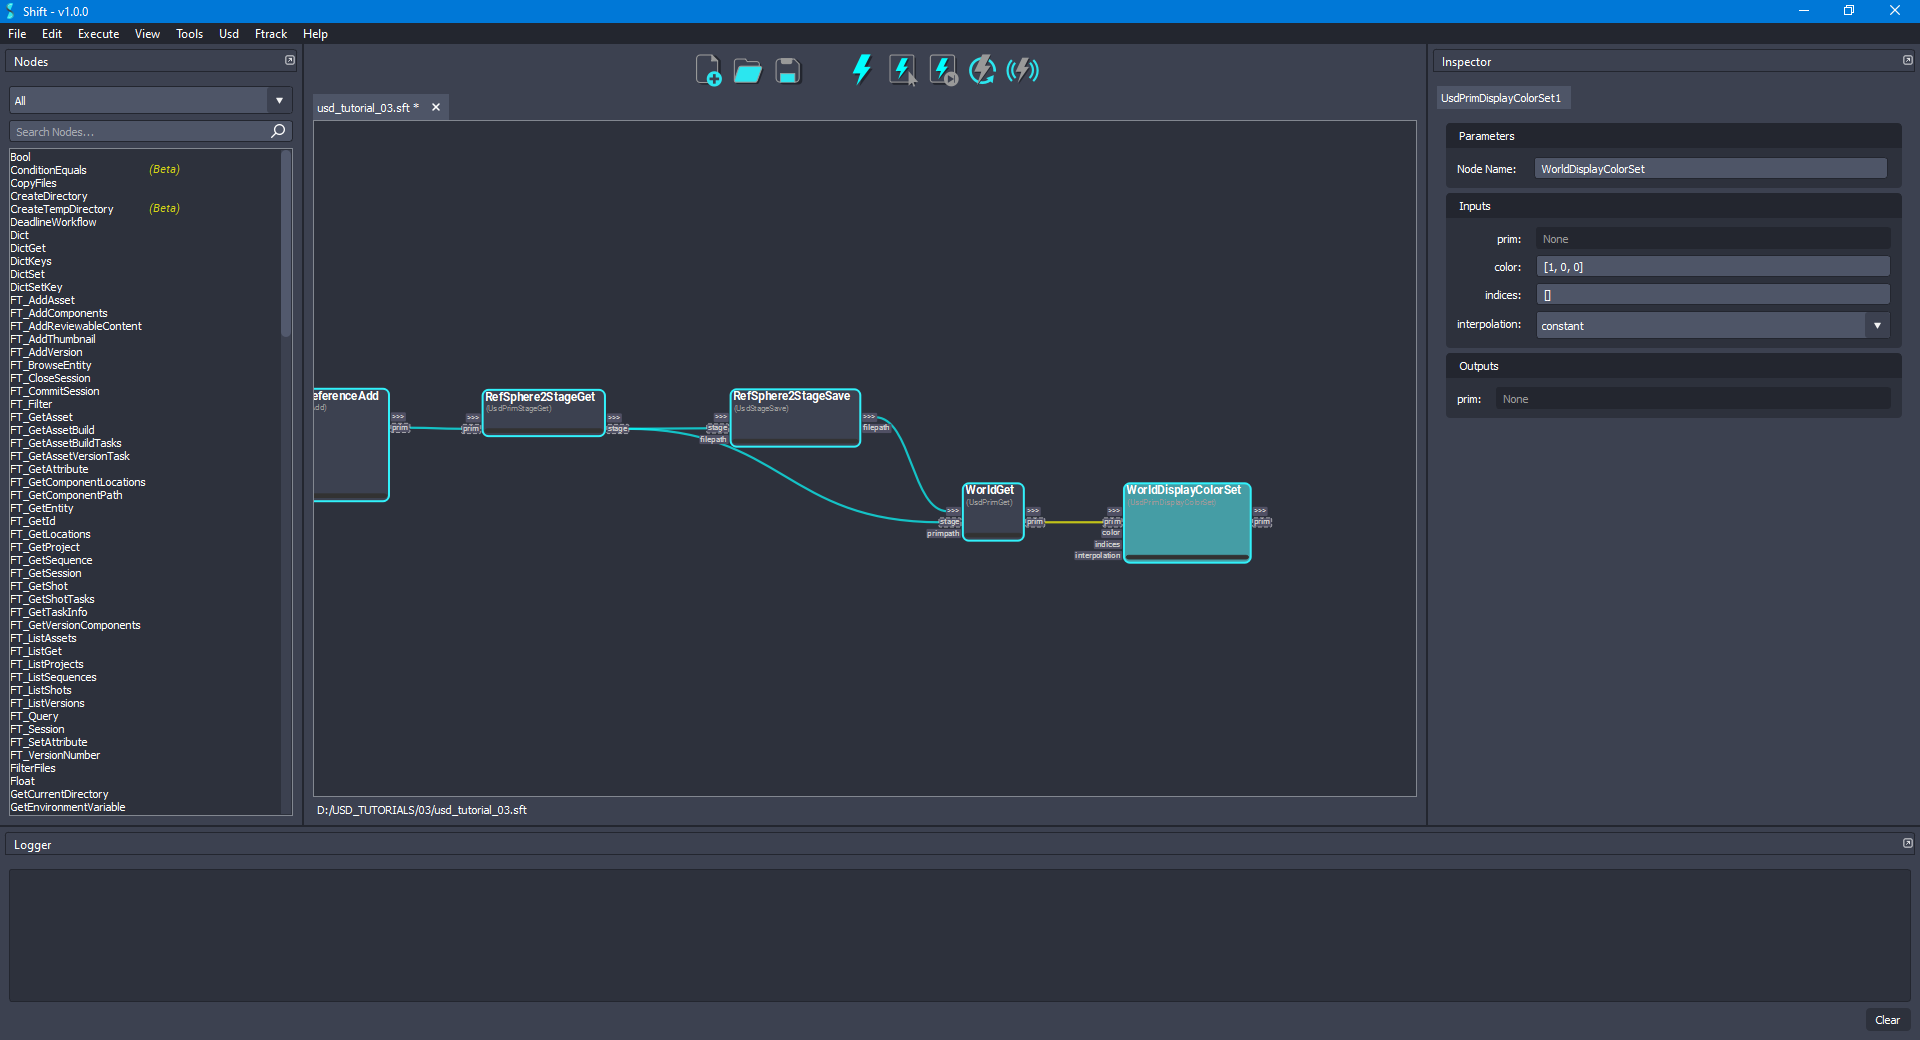 Shift - v1.0.0
File Edit Execute View Tools Usd Ftrack Help
Nodes
All
Search Nodes...
Bool
ConditionEquals (Beta)
CopyFiles
CreateDirectory
CreateTempDirectory (Beta)
DeadlineWorkflow
Dict
DictGet
DictKeys
DictSet
DictSetKey
FT_AddAsset
FT_AddComponents
FT_AddReviewableContent
FT_AddThumbnail
FT_AddVersion
FT_BrowseEntity
FT_CloseSession
FT_CommitSession
FT_Filter
FT_GetAsset
FT_GetAssetBuild
FT_GetAssetBuildTasks
FT_GetAssetVersionTask
FT_GetAttribute
FT_GetComponentLocations
FT_GetComponentPath
FT_GetEntity
FT_GetId
FT_GetLocations
FT_GetProject
FT_GetSequence
FT_GetSession
FT_GetShot
FT_GetShotTasks
FT_GetTaskInfo
FT_GetVersionComponents
FT_ListAssets
FT_ListGet
FT_ListProjects
FT_ListSequences
FT_ListShots
FT_ListVersions
FT_Query
FT_Session
FT_SetAttribute
FT_VersionNumber
FilterFiles
Float
GetCurrentDirectory
GetEnvironmentVariable
usd_tutorial_03.sft *
eferenceAdd
dd)
>>>
prim
RefSphere2StageGet
(UsdPrimStageGet)
>>>
prim
>>>
stage
RefSphere2StageSave
(UsdStageSave)
>>>
stage
filepath
>>>
filepath
WorldGet
(UsdPrimGet)
>>>
stage
primpath
>>>
prim
WorldDisplayColorSet
(UsdPrimDisplayColorSet)
>>>
prim
color
indices
interpolation
>>>
prim
D:/USD_TUTORIALS/03/usd_tutorial_03.sft
Inspector
UsdPrimDisplayColorSet1
Parameters
Node Name: WorldDisplayColorSet
Inputs
prim: None
color: [1, 0, 0]
indices: []
interpolation: constant
Outputs
prim: None
Logger
Clear